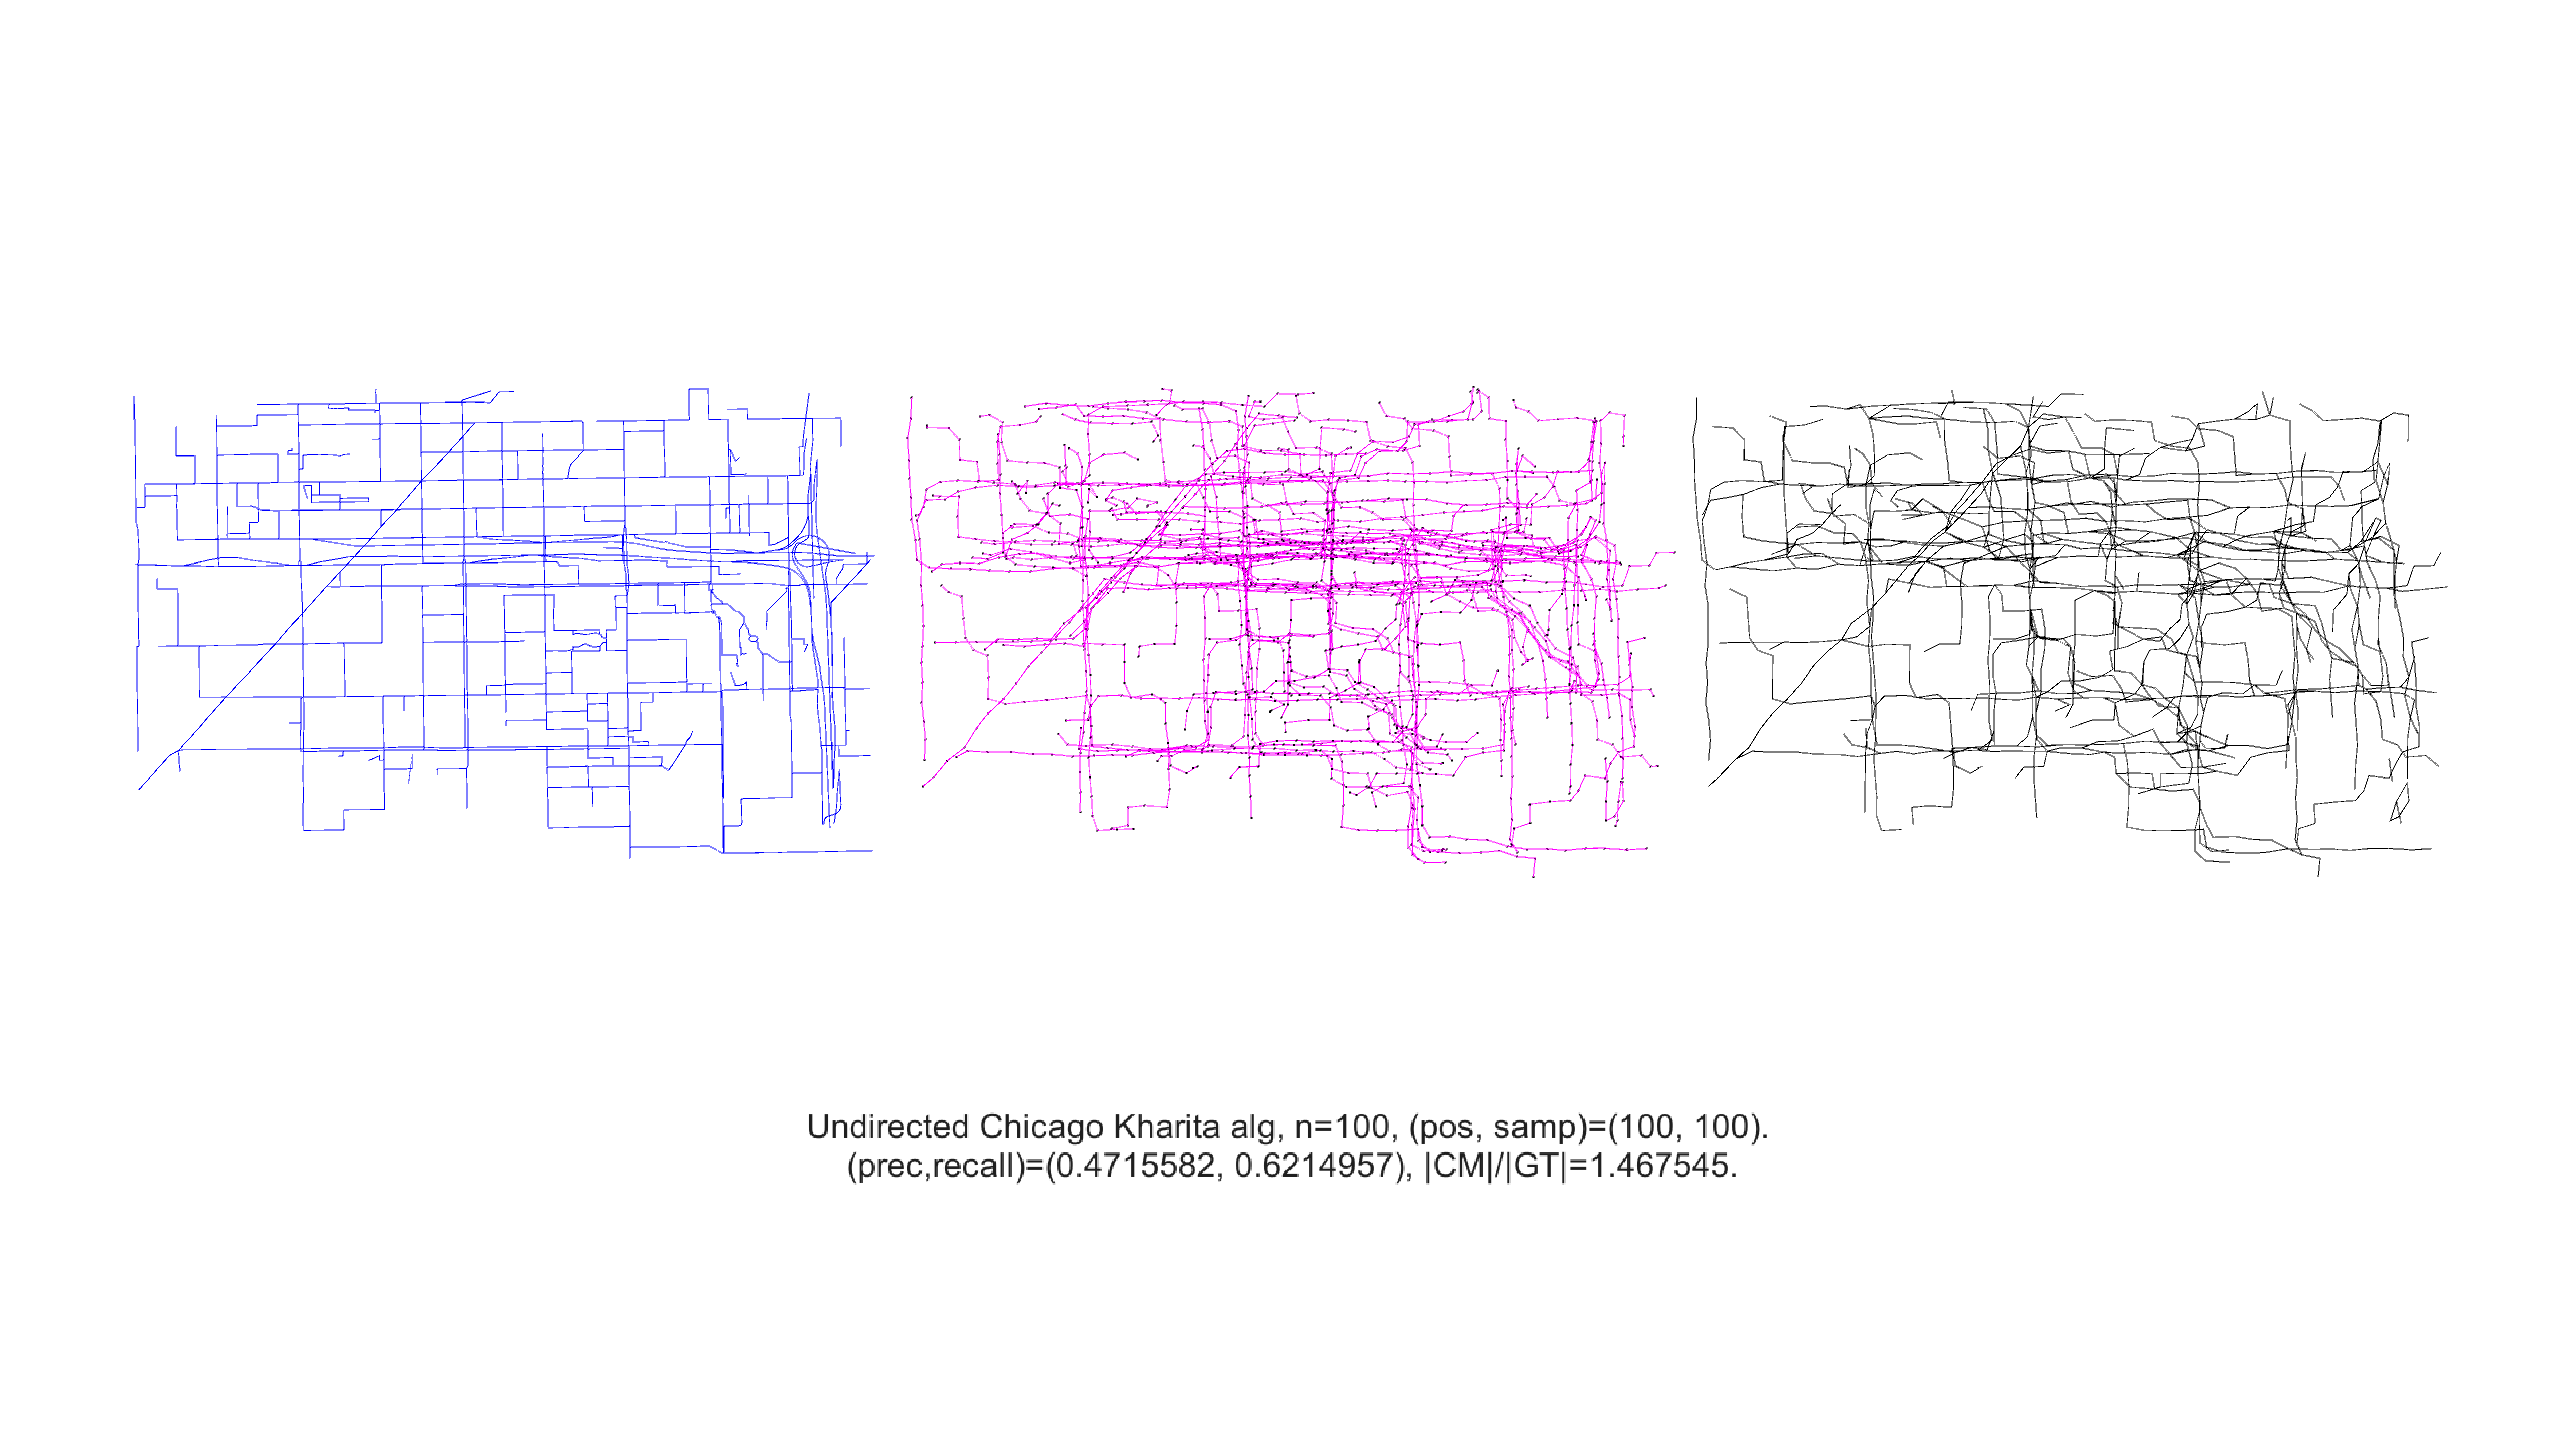 Undirected Chicago Kharita alg, n=100, (pos, samp)=(100, 100).
(prec,recall)=(0.4715582, 0.6214957), |CM|/|GT|=1.467545.